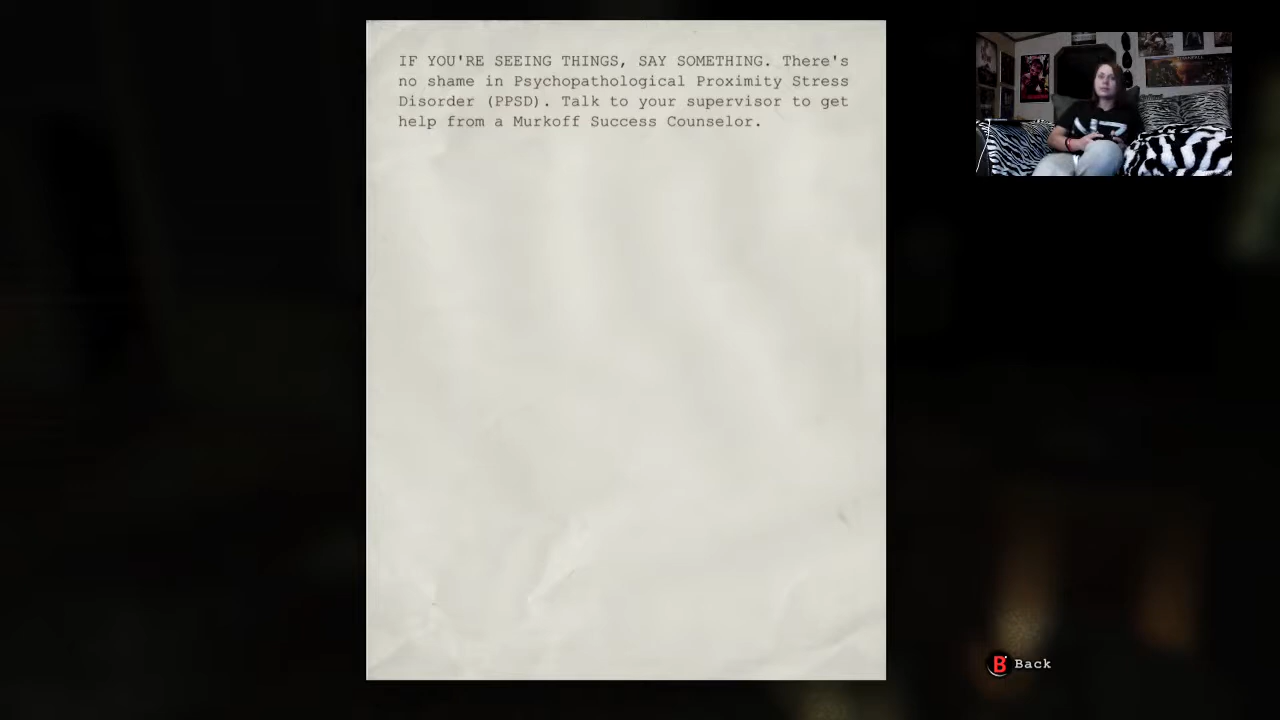 IF YOU'RE SEEING THINGS, SAY SOMETHING. There's
no shame in Psychopathological Proximity Stress
Disorder (PPSD). Talk to your supervisor to get
help from a Murkoff Success Counselor.
N7
B Back